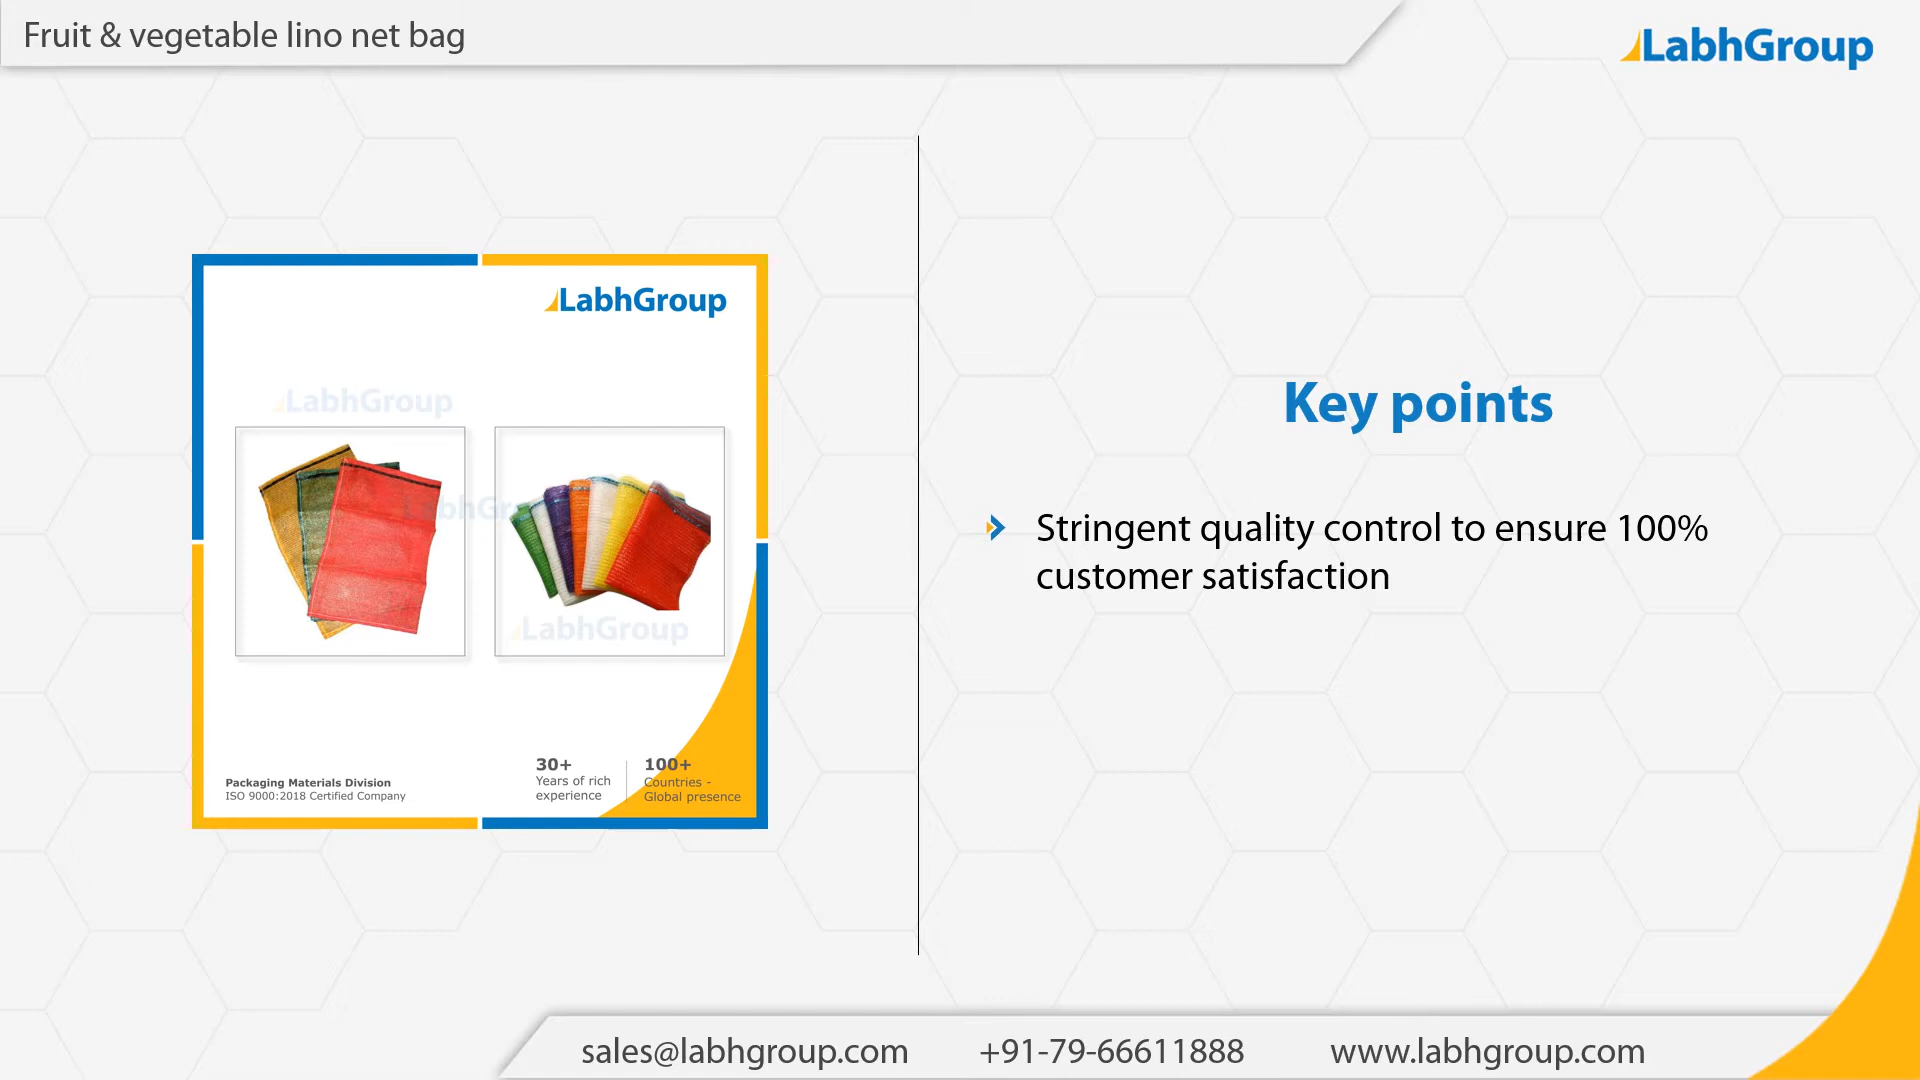 Fruit & vegetable lino net bag
LabhGroup
LabhGroup
LabhGroup
LabhGroup
LabhGroup
Packaging Materials Division
ISO 9000:2018 Certified Company
30+
Years of rich
experience
100+
Countries -
Global presence
Key points
Stringent quality control to ensure 100%
customer satisfaction
sales@labhgroup.com
+91-79-66611888
www.labhgroup.com